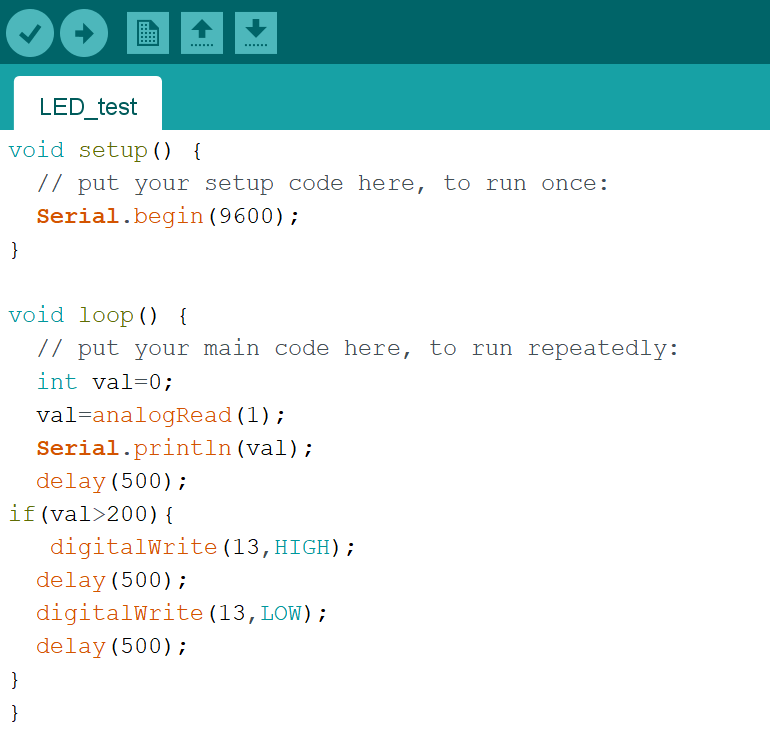 LED_test
void setup() {
  // put your setup code here, to run once:
  Serial.begin(9600);
}

void loop() {
  // put your main code here, to run repeatedly:
  int val=0;
  val=analogRead(1);
  Serial.println(val);
  delay(500);
if(val>200){
   digitalWrite(13,HIGH);
  delay(500);
  digitalWrite(13,LOW);
  delay(500);
}
}